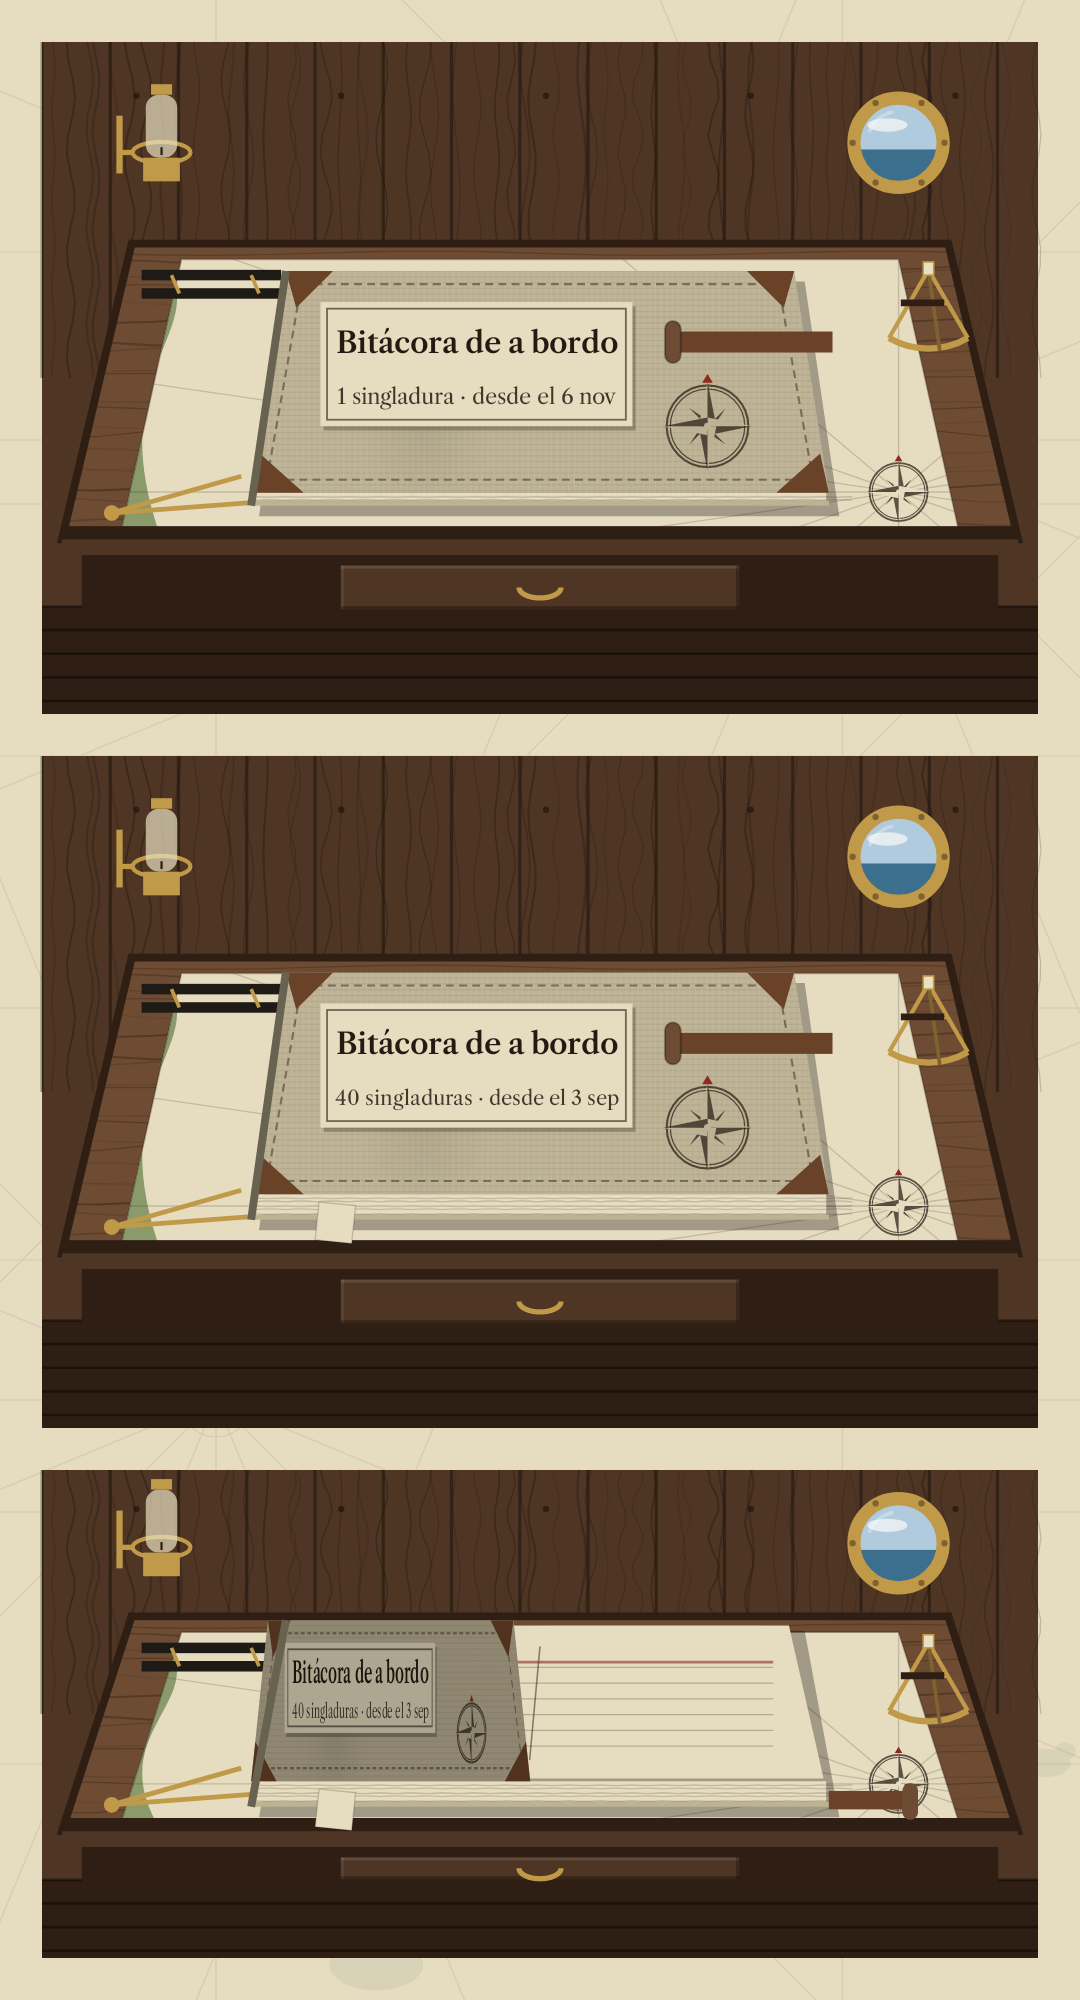 Bitácora de a bordo
1 singladura · desde el 6 nov
Bitácora de a bordo
40 singladuras · desde el 3 sep
Bitácora de a bordo
40 singladuras · desde el 3 sep